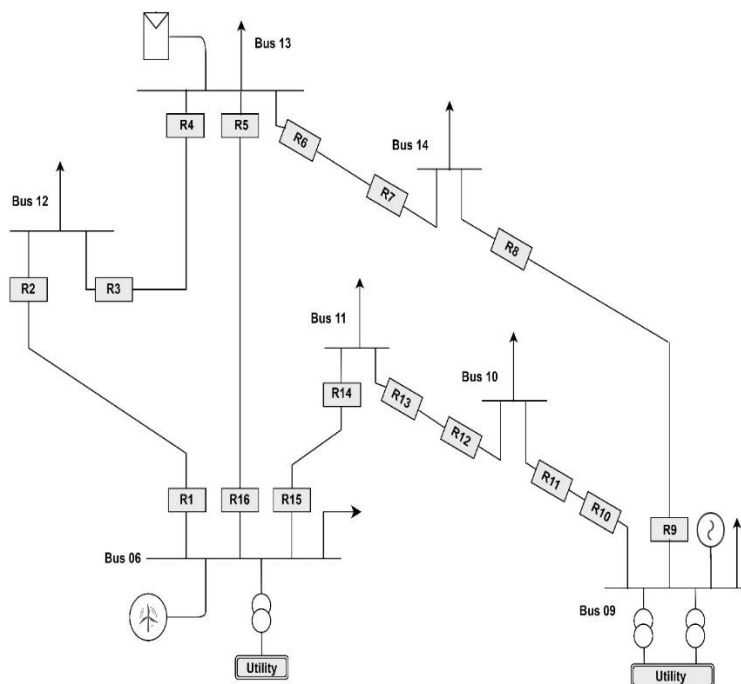 Bus 13
R4
R5
R6
Bus 14
R7
Bus 12
R8
R2
R3
Bus 11
Bus 10
R14
R13
R12
R11
R10
R1
R16
R15
R9
Bus 06
Bus 09
Utility
Utility